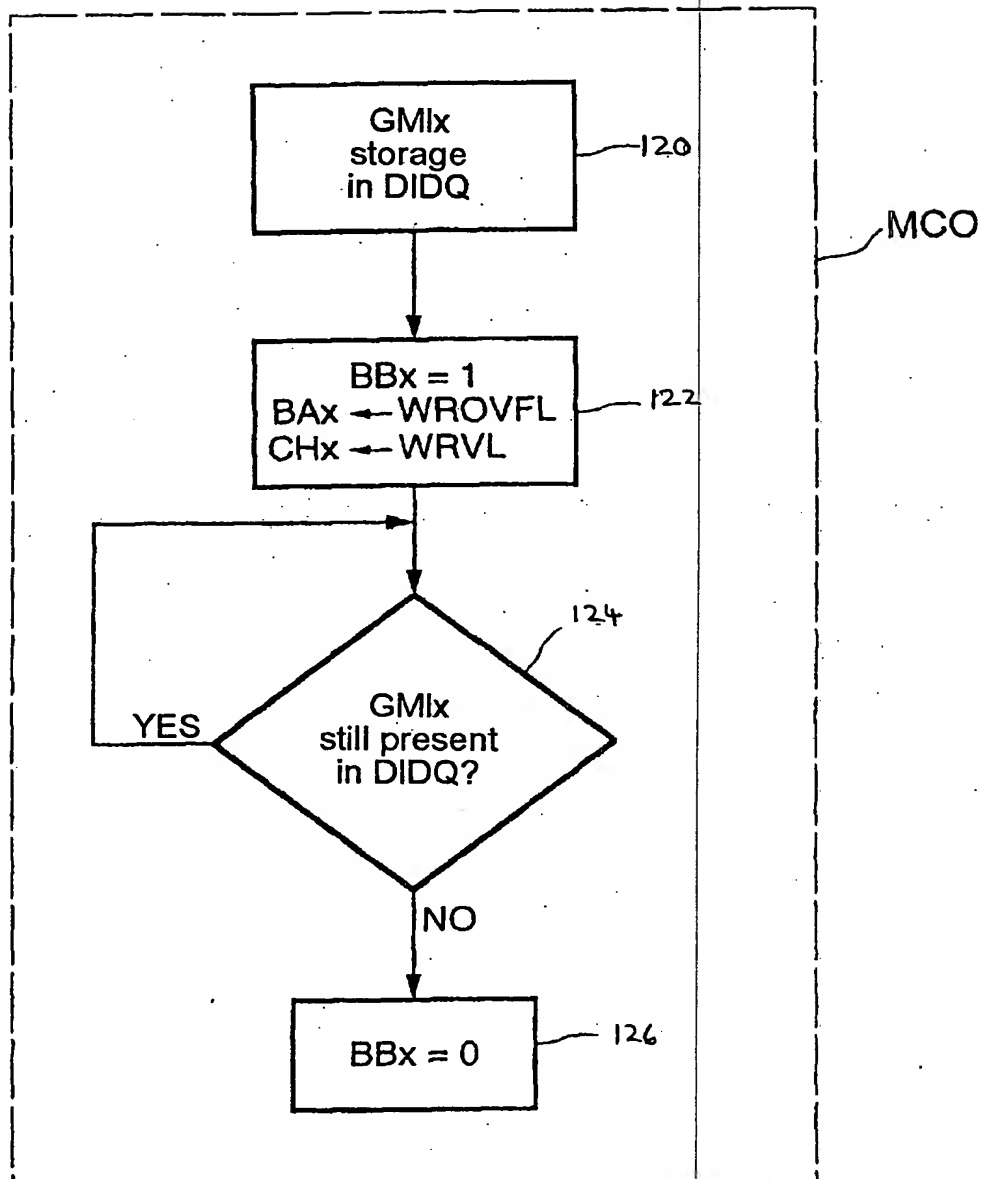 GMIx
storage
in DIDQ
120
MCO
BBx = 1
BAx ← WROVFL
CHx ← WRVL
122
124
GMIx
still present
in DIDQ?
YES
NO
BBx = 0
126